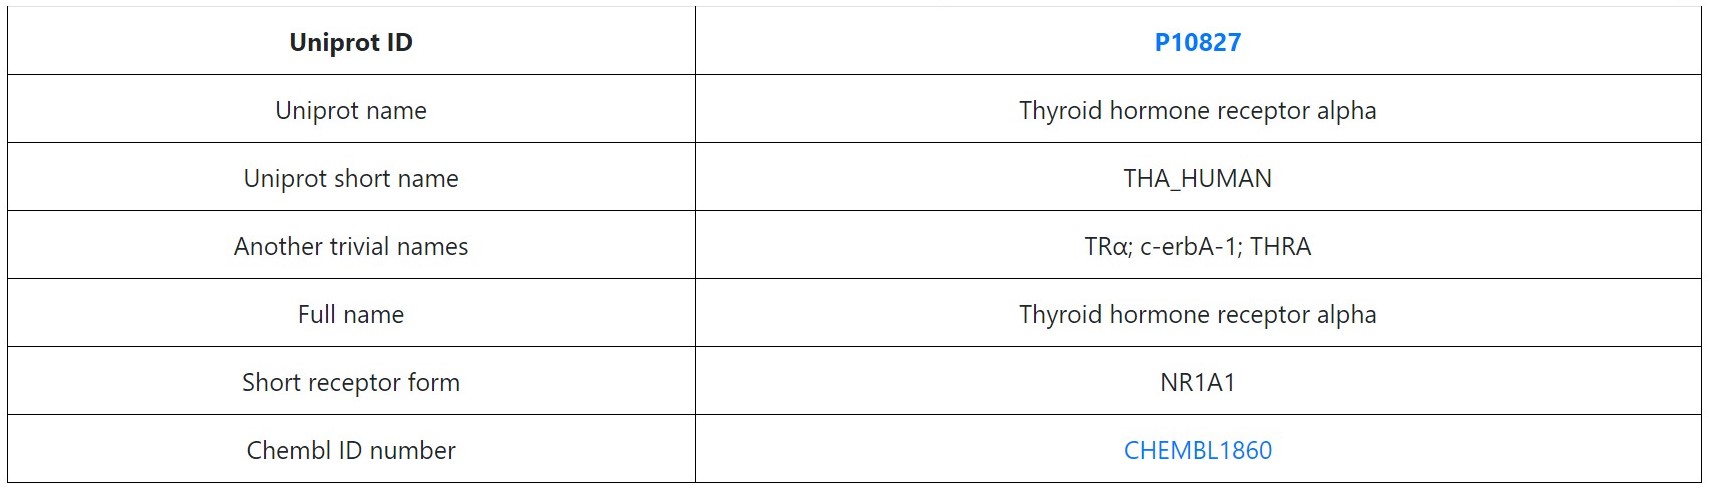 Uniprot ID P10827
Uniprot name Thyroid hormone receptor alpha
Uniprot short name THA_HUMAN
Another trivial names TRα; c-erbA-1; THRA
Full name Thyroid hormone receptor alpha
Short receptor form NR1A1
Chembl ID number CHEMBL1860